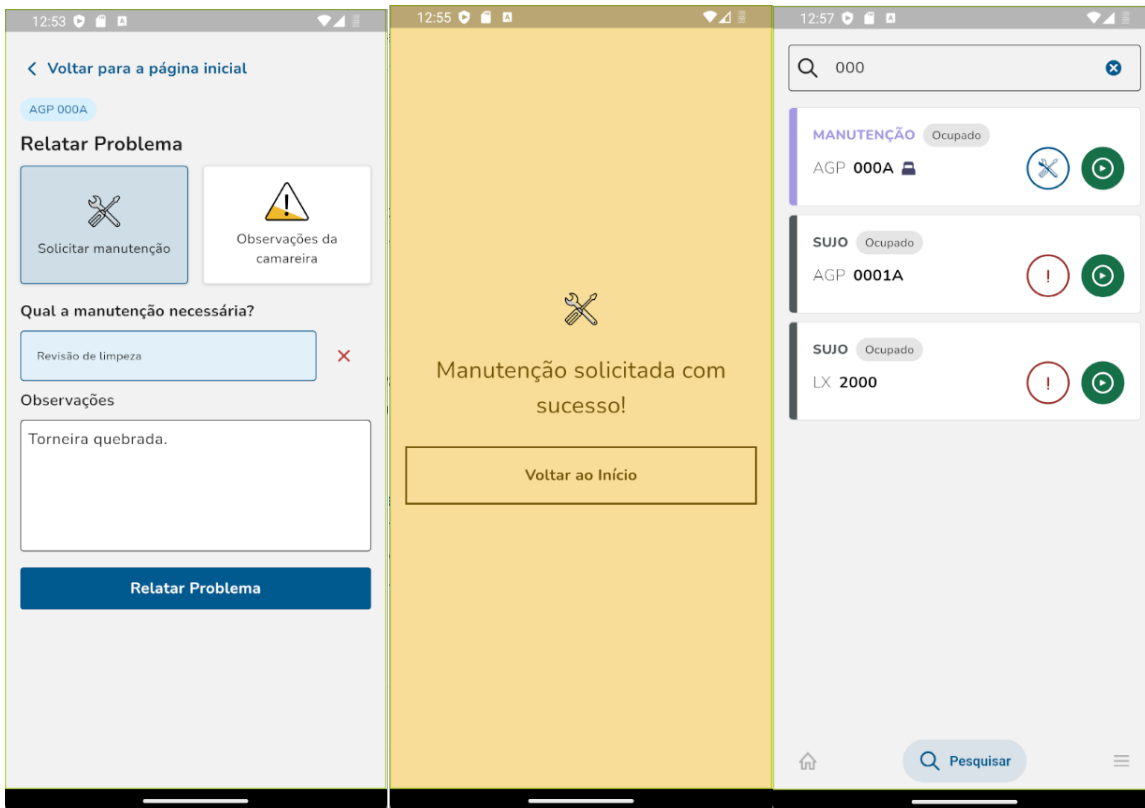 12:53
Voltar para a página inicial
AGP 000A
Relatar Problema
Solicitar manutenção
Observações da
camareira
Qual a manutenção necessária?
Revisão de limpeza
Observações
Torneira quebrada.
Relatar Problema
12:55
Manutenção solicitada com
sucesso!
Voltar ao Início
12:57
000
MANUTENÇÃO Ocupado
AGP 000A
SUJO Ocupado
AGP 0001A
SUJO Ocupado
LX 2000
Pesquisar